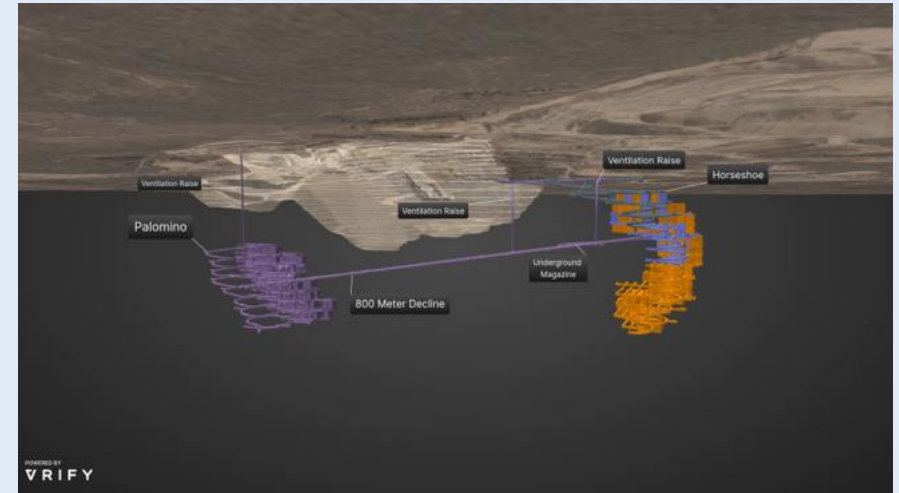 Ventilation Raise
Horseshoe
Ventilation Raise
Ventilation Raise
Palomino
Underground
Magazine
800 Meter Decline
POWERED BY
VRIFY